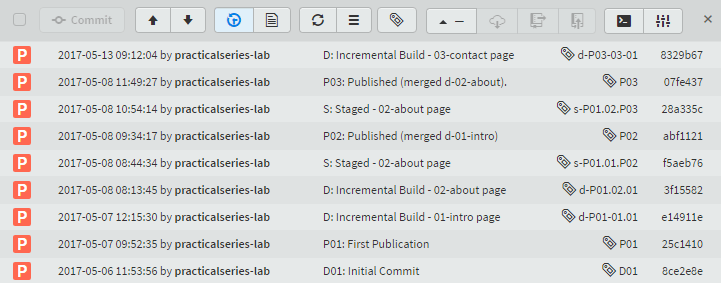 Commit
P 2017-05-13 09:12:04 by practicalseries-lab D: Incremental Build - 03-contact page d-P03-03-01 8329b67
P 2017-05-08 11:49:27 by practicalseries-lab P03: Published (merged d-02-about). P03 07fe437
P 2017-05-08 10:54:14 by practicalseries-lab S: Staged - 02-about page s-P01.02.P03 28a335c
P 2017-05-08 09:34:17 by practicalseries-lab P02: Published (merged d-01-intro) P02 abf1121
P 2017-05-08 08:44:34 by practicalseries-lab S: Staged - 02-about page s-P01.01.P02 f5aeb76
P 2017-05-08 08:13:45 by practicalseries-lab D: Incremental Build - 02-about page d-P01.02.01 3f15582
P 2017-05-07 12:15:30 by practicalseries-lab D: Incremental Build - 01-intro page d-P01-01.01 e14911e
P 2017-05-07 09:52:35 by practicalseries-lab P01: First Publication P01 25c1410
P 2017-05-06 11:53:56 by practicalseries-lab D01: Initial Commit D01 8ce2e8e